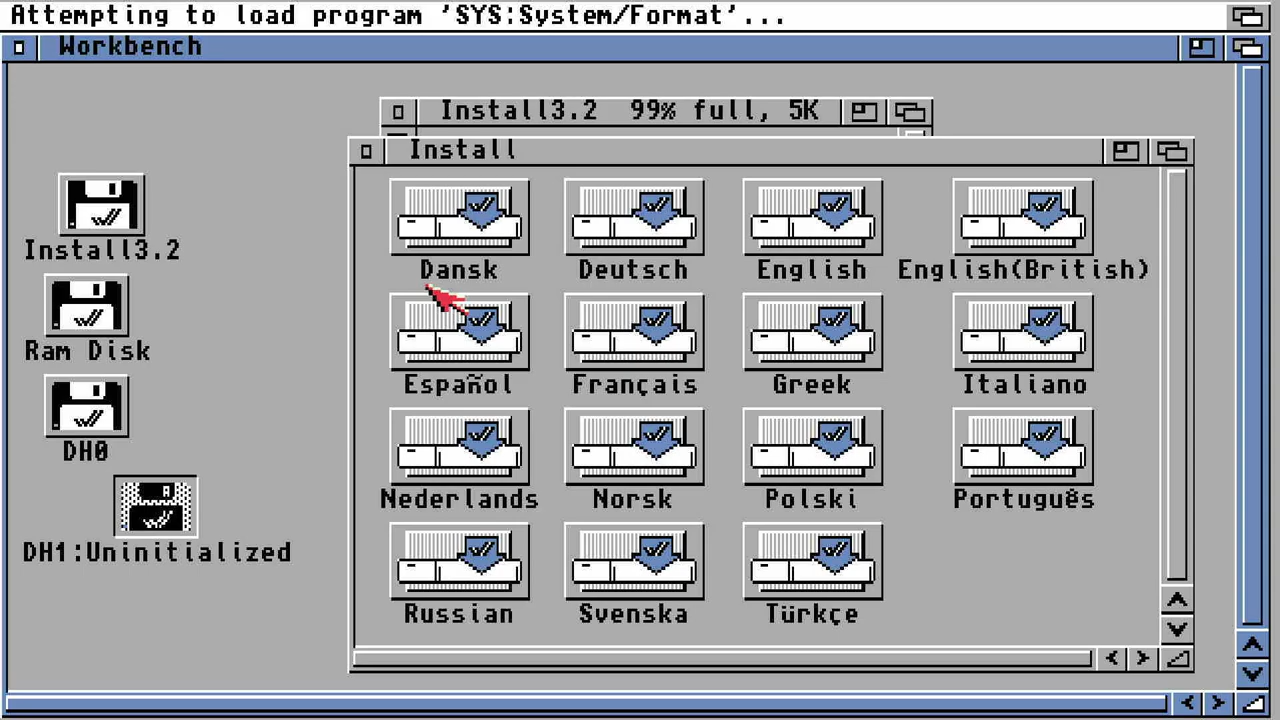 Attempting to load program 'SYS:System/Format'...
Workbench
Install3.2 99% full, 5K
Install
Install3.2
Ram Disk
DH0
DH1:Uninitialized
Dansk Deutsch English English(British)
Español Français Greek Italiano
Nederlands Norsk Polski Português
Russian Svenska Türkçe